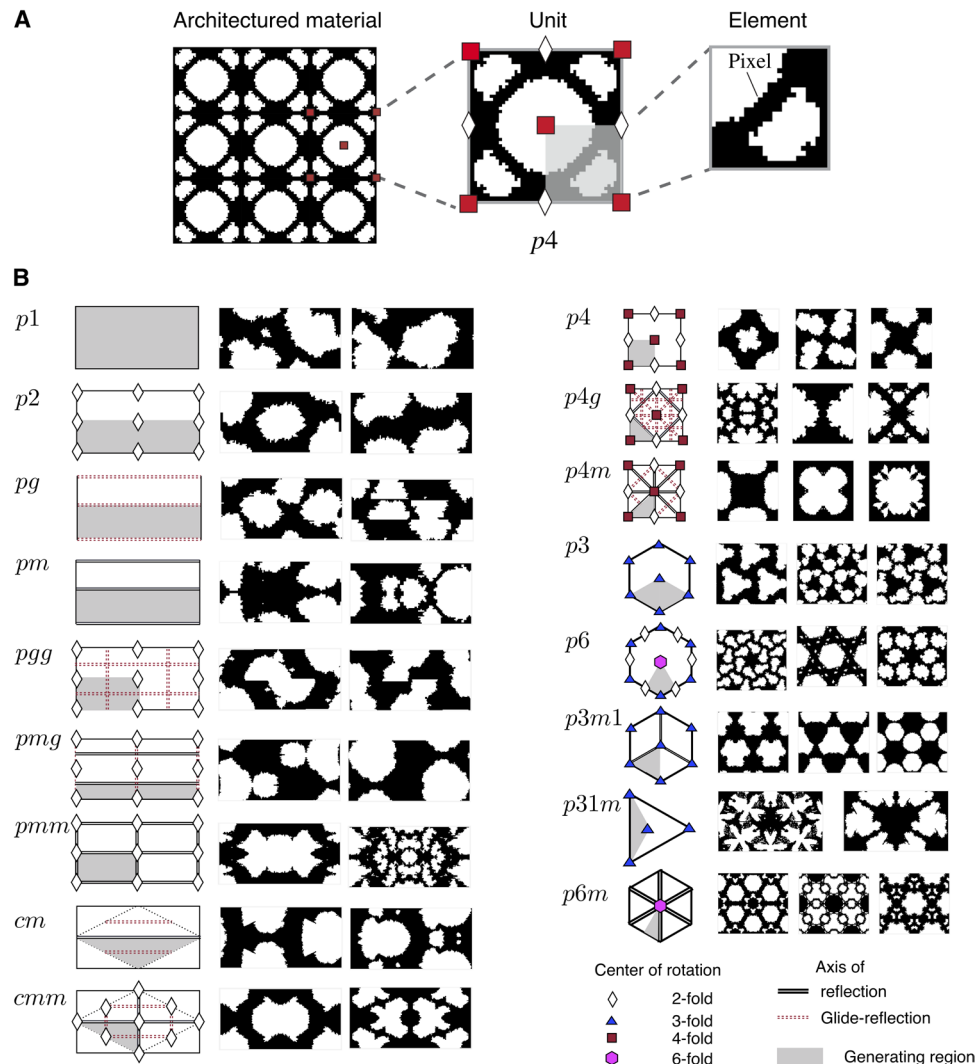 A
Architectured material
Unit
Element
Pixel
p4
B
p1
p2
pg
pm
pgg
pmg
pmm
cm
cmm
p4
p4g
p4m
p3
p6
p3m1
p31m
p6m
Center of rotation
2-fold
3-fold
4-fold
6-fold
Axis of
reflection
Glide-reflection
Generating region